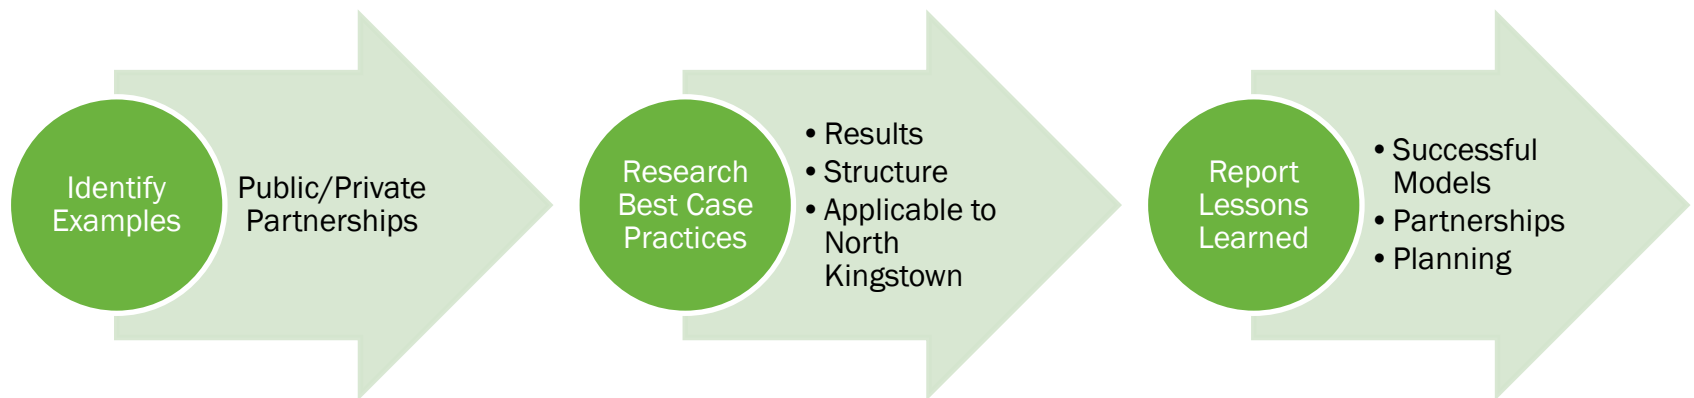 Identify
Examples
Public/Private
Partnerships
Research
Best Case
Practices
• Results
• Structure
• Applicable to
North
Kingstown
Report
Lessons
Learned
• Successful
Models
• Partnerships
• Planning